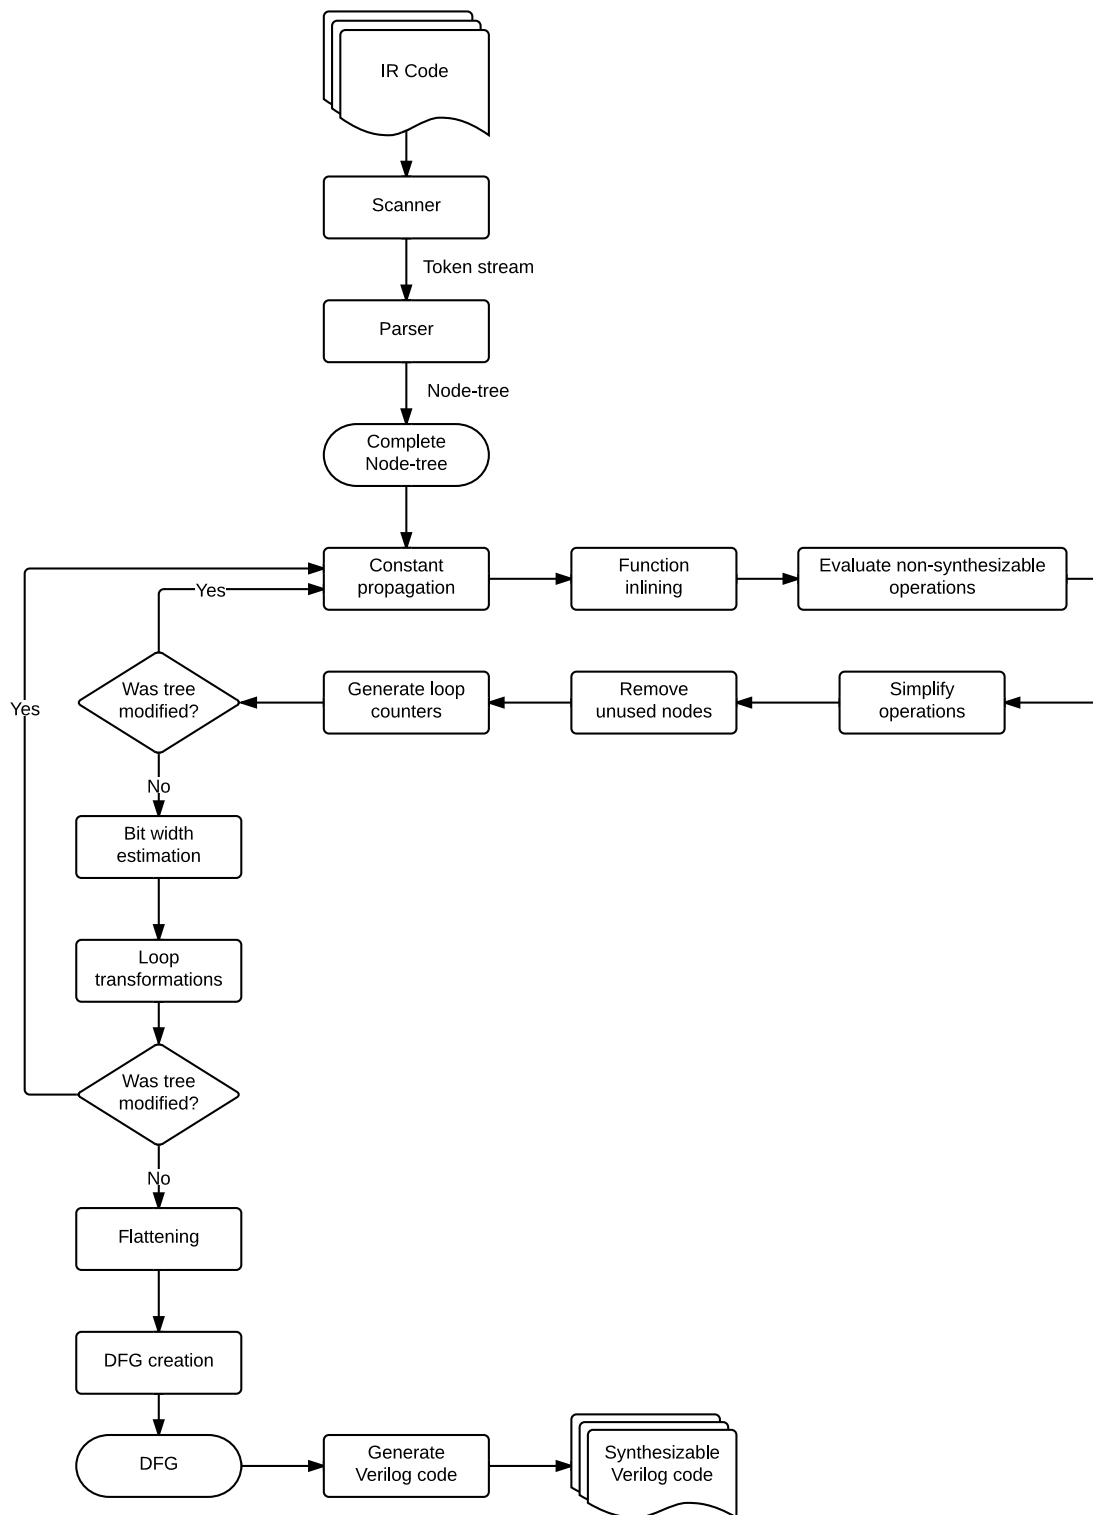 IR Code
Scanner
Token stream
Parser
Node-tree
Complete
Node-tree
Constant
propagation
Function
inlining
Evaluate non-synthesizable
operations
Yes
Yes
Was tree
modified?
Generate loop
counters
Remove
unused nodes
Simplify
operations
No
Bit width
estimation
Loop
transformations
Was tree
modified?
No
Flattening
DFG creation
DFG
Generate
Verilog code
Synthesizable
Verilog code